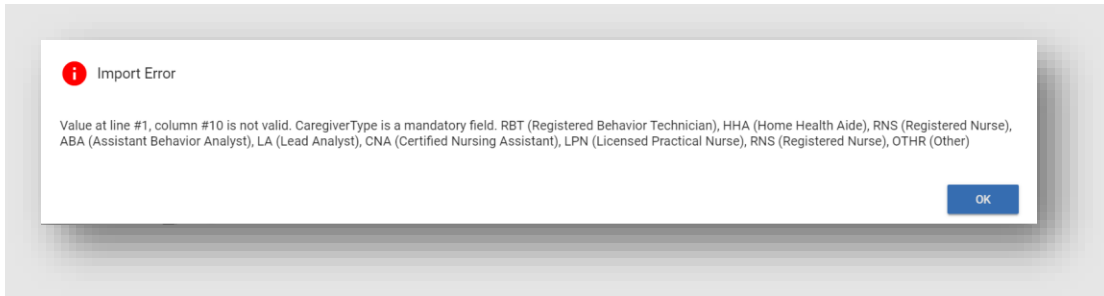 Import Error
Value at line #1, column #10 is not valid. CaregiverType is a mandatory field. RBT (Registered Behavior Technician), HHA (Home Health Aide), RNS (Registered Nurse),
ABA (Assistant Behavior Analyst), LA (Lead Analyst), CNA (Certified Nursing Assistant), LPN (Licensed Practical Nurse), RNS (Registered Nurse), OTHR (Other)
OK